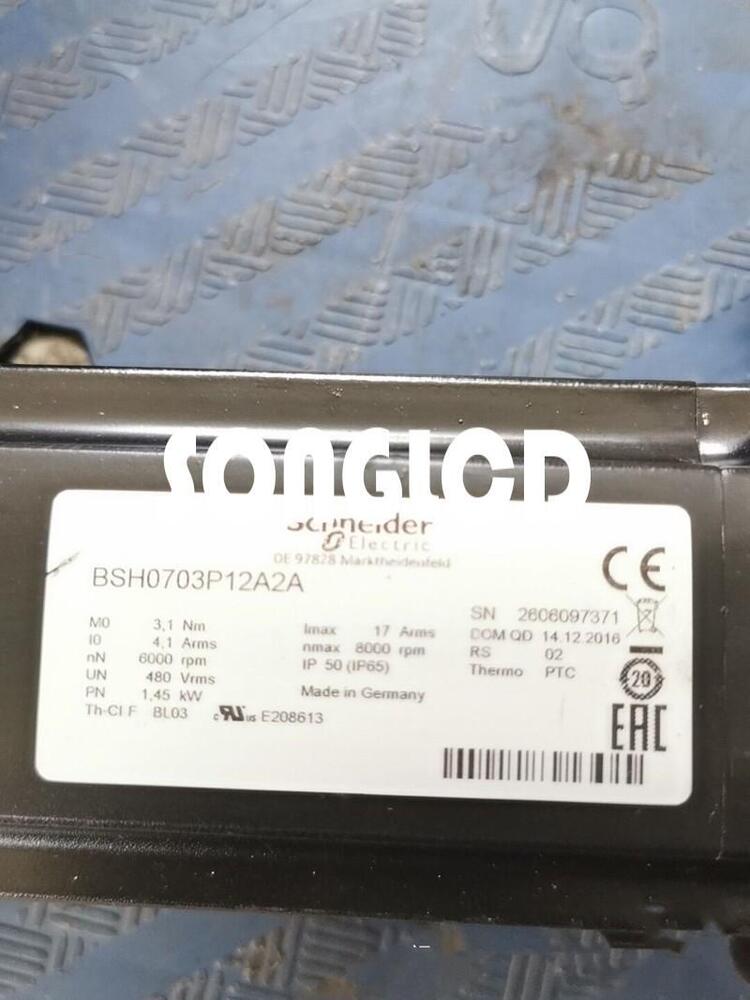 SONGLCD
Schneider
Electric
DE 97828 Marktheidenfeld
CE
BSH0703P12A2A
M0 3,1 Nm
I0 4,1 Arms
nN 6000 rpm
UN 480 Vrms
PN 1,45 kW
Th-Cl F BL03
c RU us E208613
Imax 17 Arms
nmax 8000 rpm
IP 50 (IP65)
Made in Germany
SN 2606097371
DOM QD 14.12.2016
RS 02
Thermo PTC
20
EAC